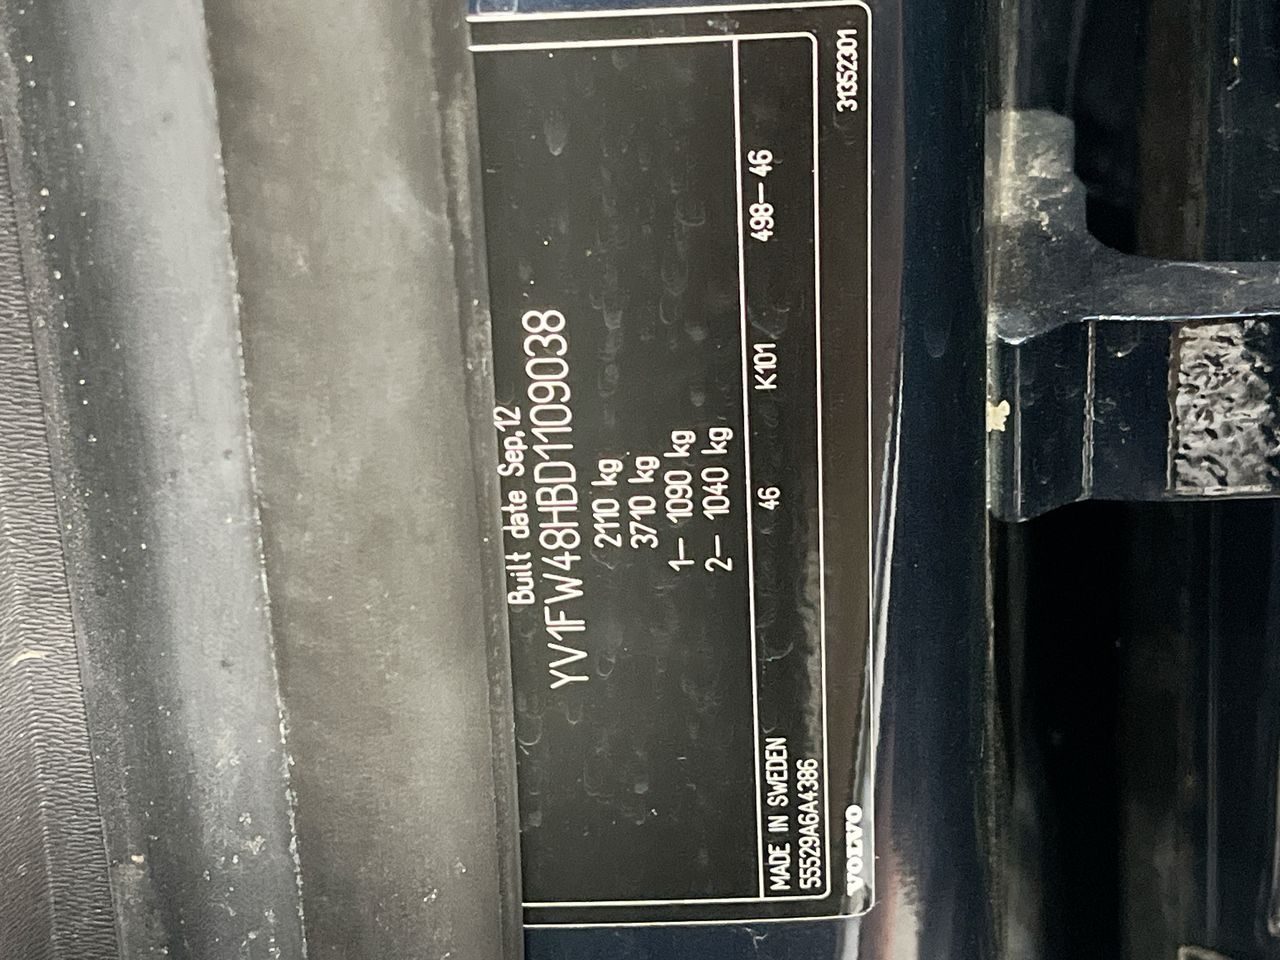 Built date Sep,12
YV1FW48HBD1109038
2110 kg
3710 kg
1- 1090 kg
2- 1040 kg
MADE IN SWEDEN 46 K101 498-46
55529A6A4386
VOLVO 31352301